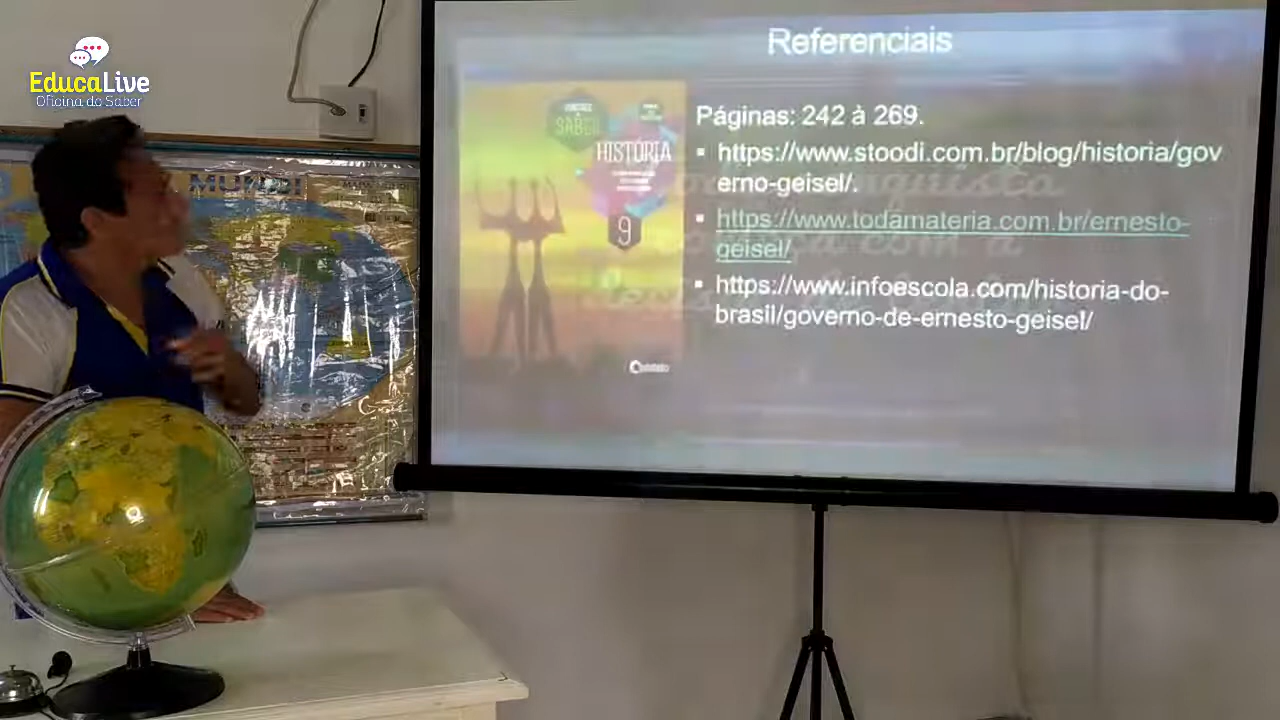 EducaLive
Oficina do Saber
MUNDI
Referenciais
SABER
HISTÓRIA
9
Páginas: 242 à 269.
▪ https://www.stoodi.com.br/blog/historia/gov
erno-geisel/.
▪ https://www.todamateria.com.br/ernesto-
geisel/
▪ https://www.infoescola.com/historia-do-
brasil/governo-de-ernesto-geisel/